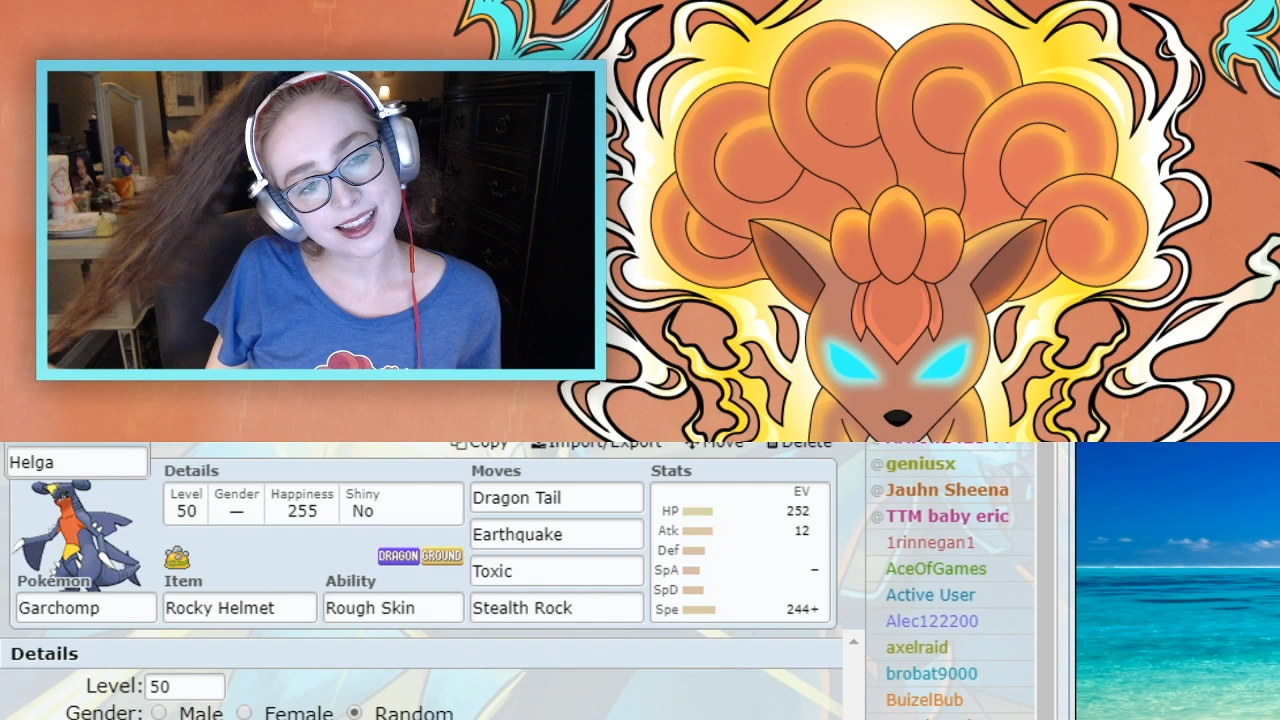 Copy Import/Export Move Delete
Helga
Details
Moves
Stats
Level Gender Happiness Shiny
50 — 255 No
Dragon Tail
Earthquake
Toxic
Stealth Rock
EV
HP 252
Atk 12
Def
SpA –
SpD
Spe 244+
DRAGON GROUND
Pokémon
Item
Ability
Garchomp
Rocky Helmet
Rough Skin
@geniusx
@Jauhn Sheena
@TTM baby eric
1rinnegan1
AceOfGames
Active User
Alec122200
axelraid
brobat9000
BuizelBub
Details
Level: 50
Gender: Male Female Random